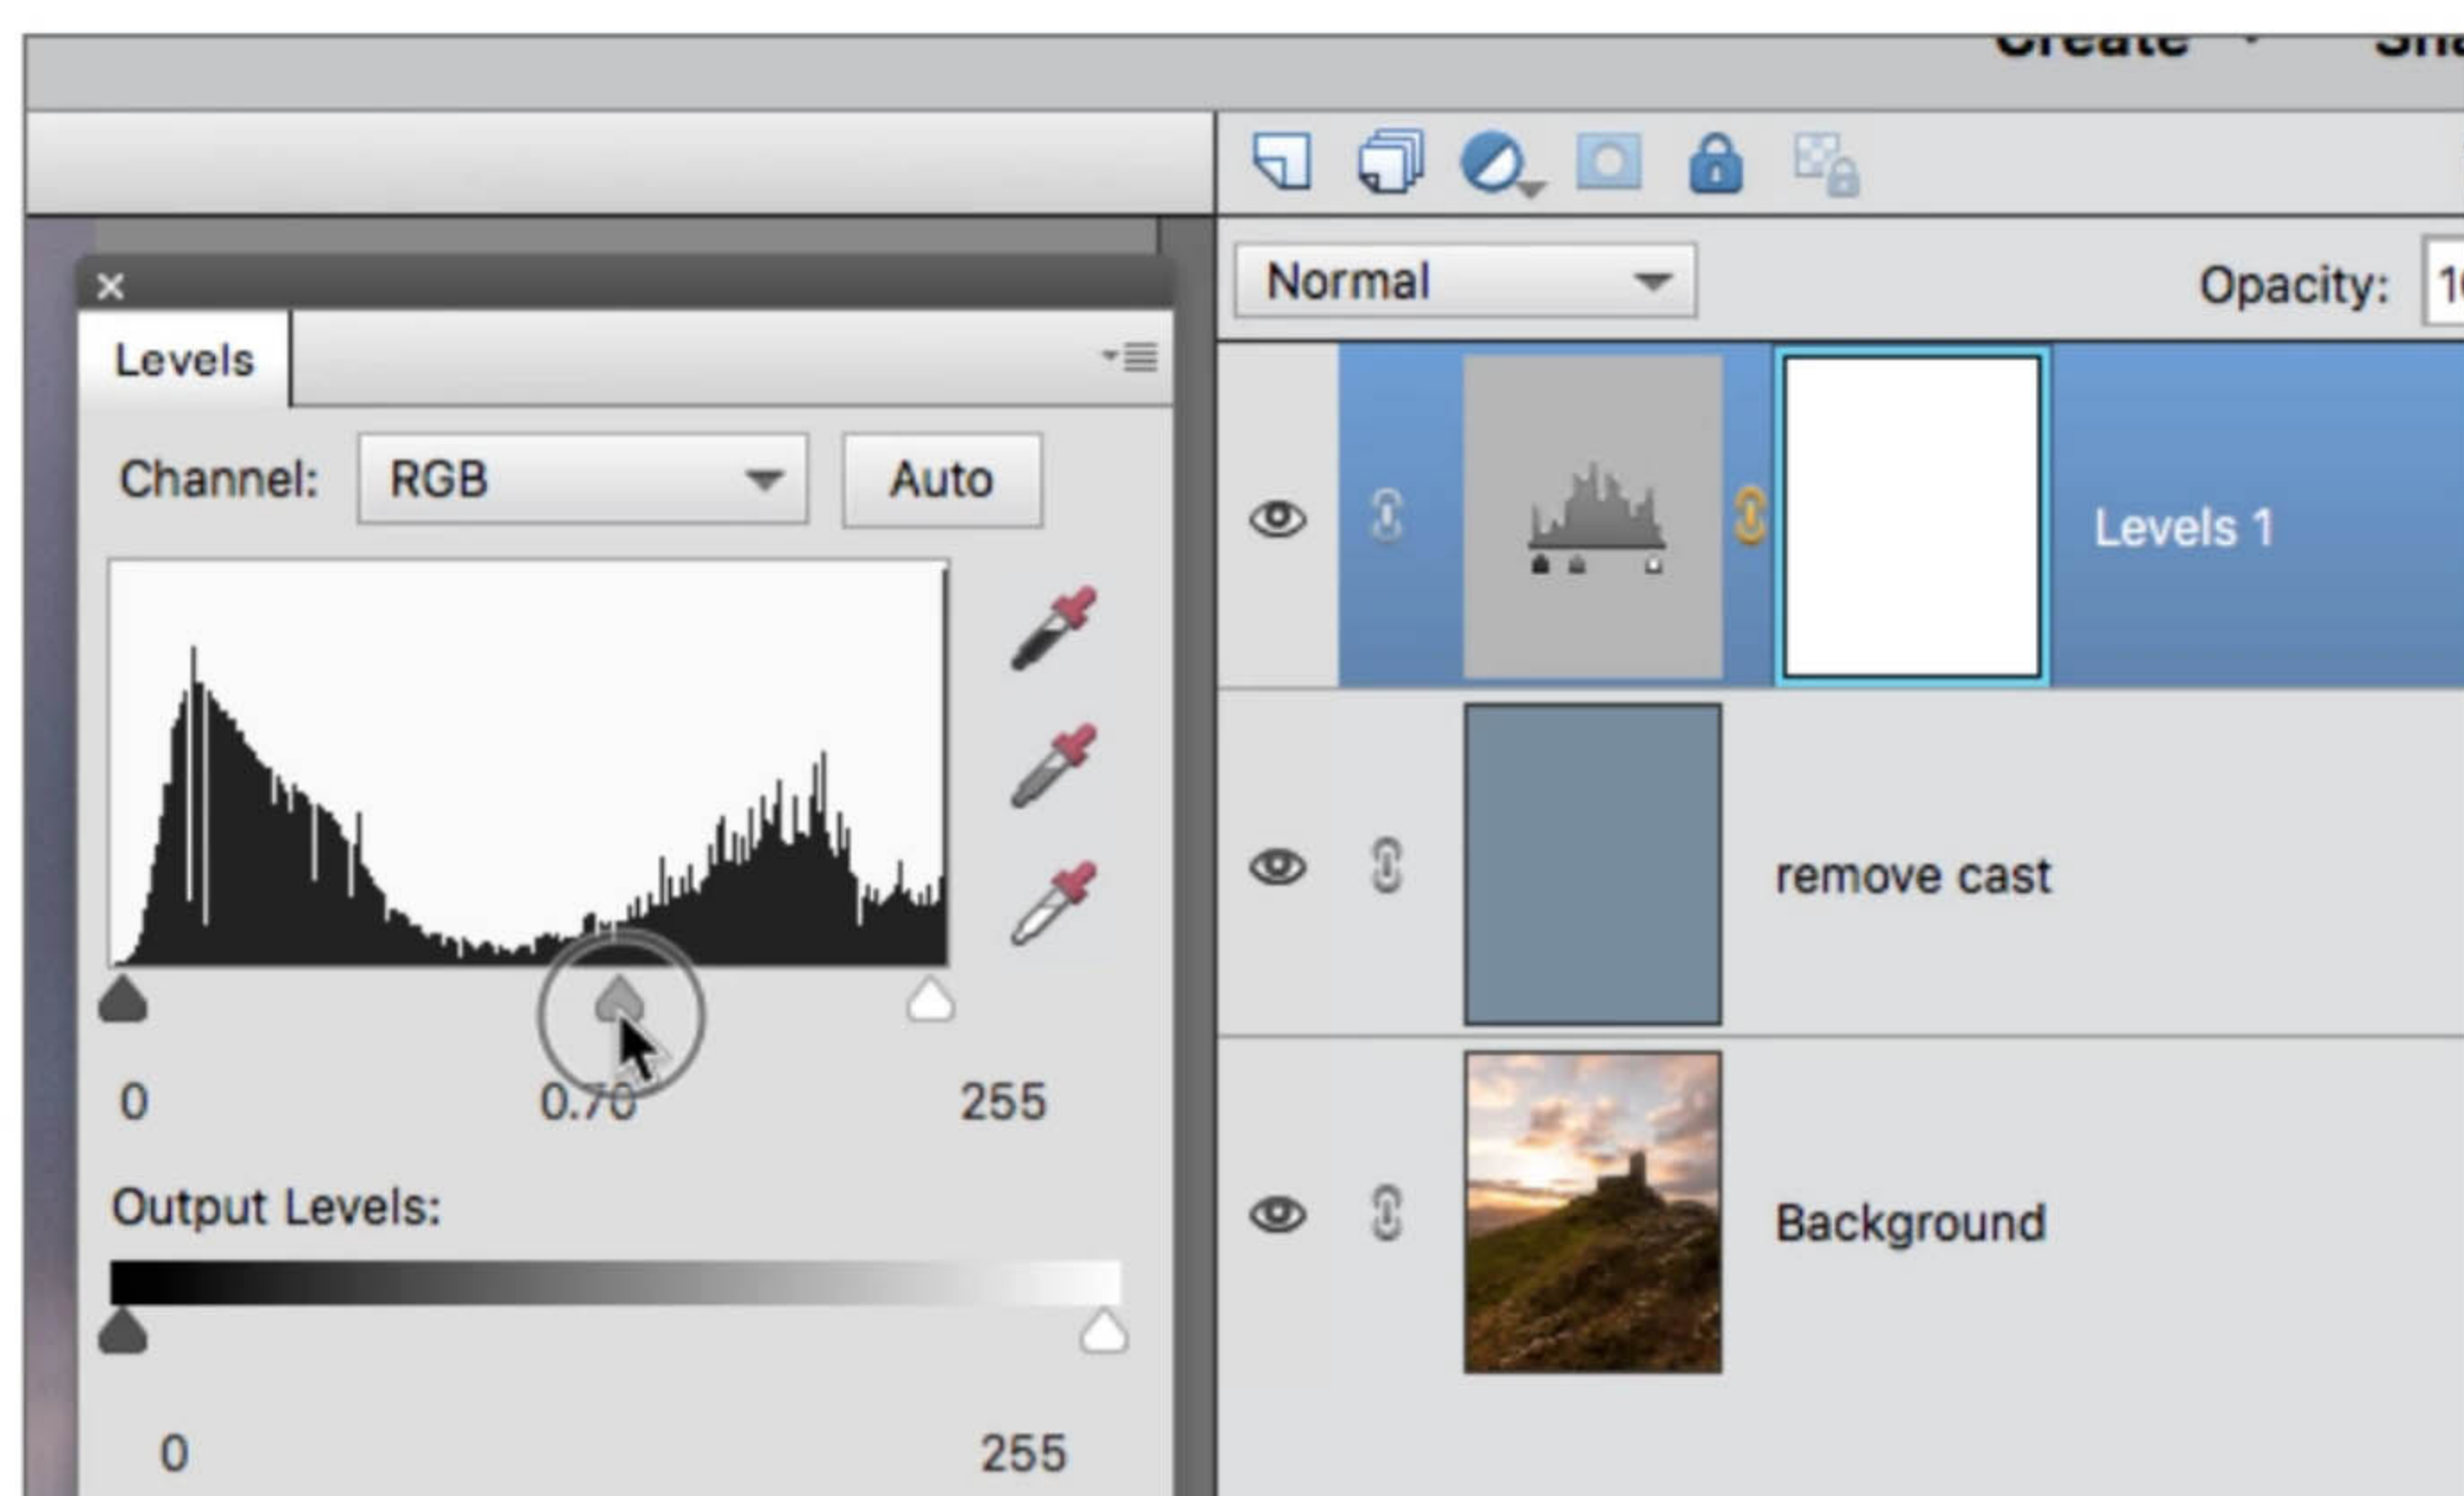 Create
Levels
Channel: RGB Auto
0 0.70 255
Output Levels:
0 255
Normal Opacity:
Levels 1
remove cast
Background